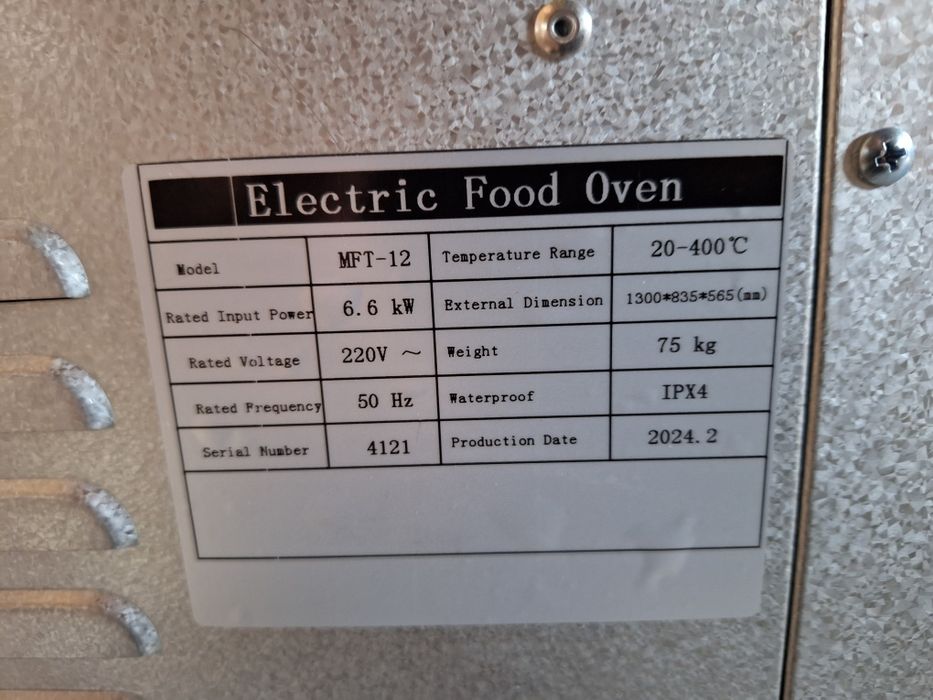 Electric Food Oven
Model MFT-12 Temperature Range 20-400℃
Rated Input Power 6.6 kW External Dimension 1300*835*565(mm)
Rated Voltage 220V ～ Weight 75 kg
Rated Frequency 50 Hz Waterproof IPX4
Serial Number 4121 Production Date 2024.2